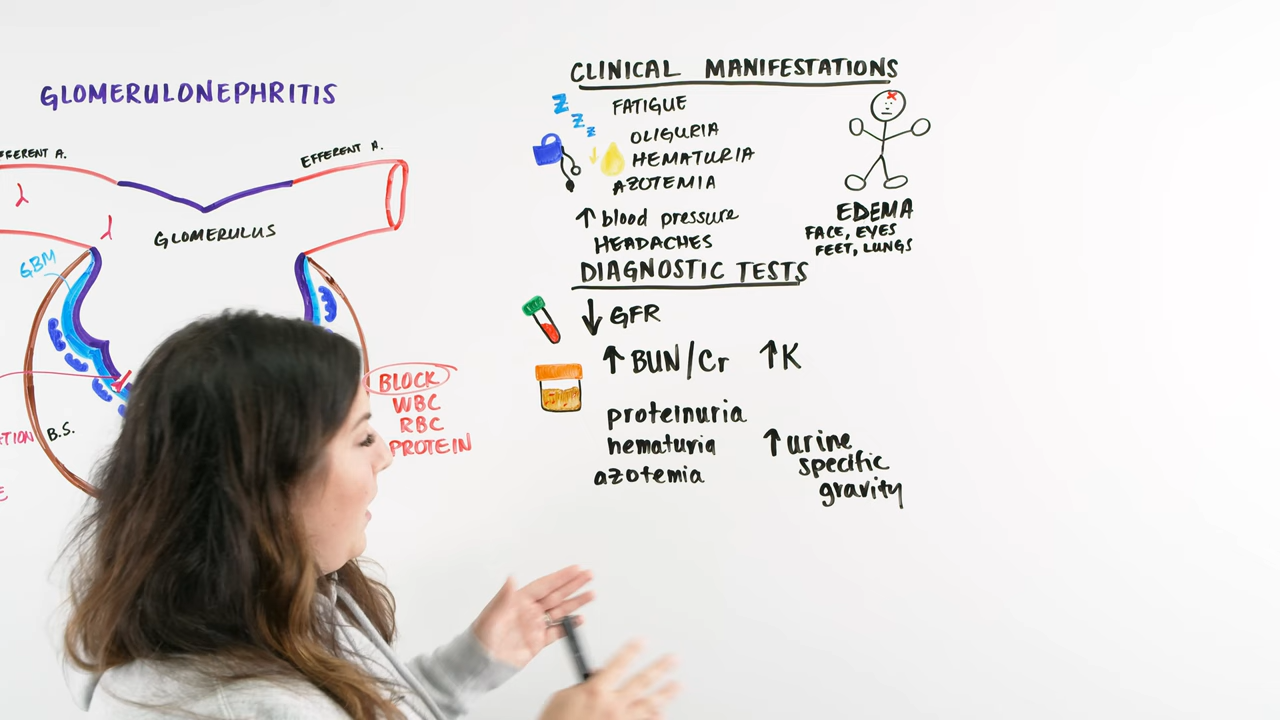 GLOMERULONEPHRITIS
EFFERENT A.
GLOMERULUS
GBM
B.S.
BLOCK
WBC
RBC
PROTEIN
CLINICAL MANIFESTATIONS
Z
Z
Z
FATIGUE
OLIGURIA
HEMATURIA
AZOTEMIA
↑ blood pressure
HEADACHES
EDEMA
FACE, EYES
FEET, LUNGS
DIAGNOSTIC TESTS
↓ GFR
↑ BUN/Cr ↑K
proteinuria
hematuria
azotemia
↑ urine
specific
gravity